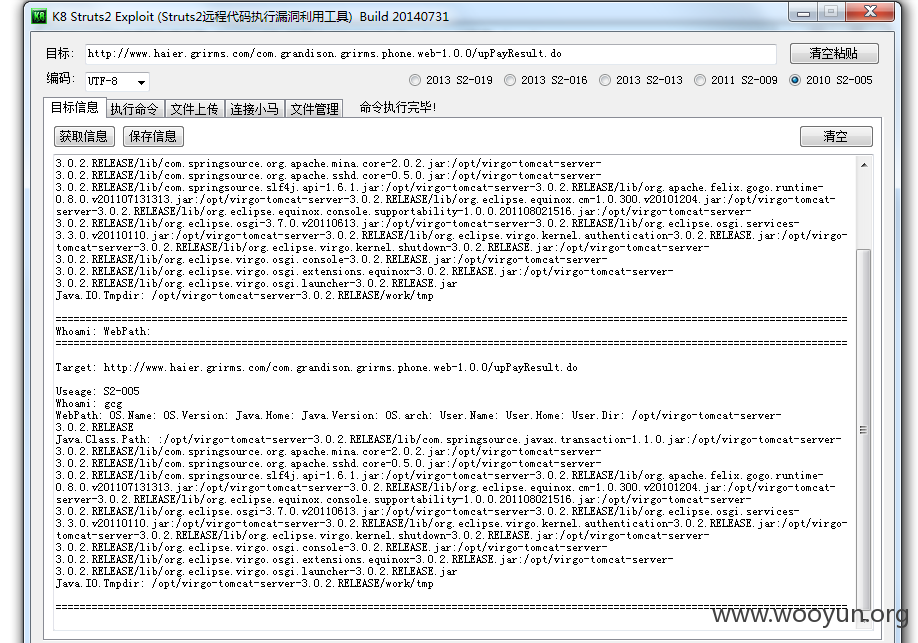 K8 Struts2 Exploit (Struts2远程代码执行漏洞利用工具) Build 20140731
目标: http://www.haier.grirms.com/com.grandison.grirms.phone.web-1.0.0/upPayResult.do 清空粘贴
编码: UTF-8 2013 S2-019 2013 S2-016 2013 S2-013 2011 S2-009 2010 S2-005
目标信息 执行命令 文件上传 连接小马 文件管理 命令执行完毕!
获取信息 保存信息 清空
3.0.2.RELEASE/lib/com.springsource.org.apache.mina.core-2.0.2.jar:/opt/virgo-tomcat-server-
3.0.2.RELEASE/lib/com.springsource.org.apache.sshd.core-0.5.0.jar:/opt/virgo-tomcat-server-
3.0.2.RELEASE/lib/com.springsource.slf4j.api-1.6.1.jar:/opt/virgo-tomcat-server-3.0.2.RELEASE/lib/org.apache.felix.gogo.runtime-
0.8.0.v201107131313.jar:/opt/virgo-tomcat-server-3.0.2.RELEASE/lib/org.eclipse.equinox.cm-1.0.300.v20101204.jar:/opt/virgo-tomcat-
server-3.0.2.RELEASE/lib/org.eclipse.equinox.console.supportability-1.0.0.201108021516.jar:/opt/virgo-tomcat-server-
3.0.2.RELEASE/lib/org.eclipse.osgi-3.7.0.v20110613.jar:/opt/virgo-tomcat-server-3.0.2.RELEASE/lib/org.eclipse.osgi.services-
3.3.0.v20110110.jar:/opt/virgo-tomcat-server-3.0.2.RELEASE/lib/org.eclipse.virgo.kernel.authentication-3.0.2.RELEASE.jar:/opt/virgo-
tomcat-server-3.0.2.RELEASE/lib/org.eclipse.virgo.kernel.shutdown-3.0.2.RELEASE.jar:/opt/virgo-tomcat-server-
3.0.2.RELEASE/lib/org.eclipse.virgo.osgi.console-3.0.2.RELEASE.jar:/opt/virgo-tomcat-server-
3.0.2.RELEASE/lib/org.eclipse.virgo.osgi.extensions.equinox-3.0.2.RELEASE.jar:/opt/virgo-tomcat-server-
3.0.2.RELEASE/lib/org.eclipse.virgo.osgi.launcher-3.0.2.RELEASE.jar
Java.IO.Tmpdir: /opt/virgo-tomcat-server-3.0.2.RELEASE/work/tmp
====================================================================================================
Whoami: WebPath:
====================================================================================================
Target: http://www.haier.grirms.com/com.grandison.grirms.phone.web-1.0.0/upPayResult.do
Useage: S2-005
Whoami: gcg
WebPath: OS.Name: OS.Version: Java.Home: Java.Version: OS.arch: User.Name: User.Home: User.Dir: /opt/virgo-tomcat-server-
3.0.2.RELEASE
Java.Class.Path: :/opt/virgo-tomcat-server-3.0.2.RELEASE/lib/com.springsource.javax.transaction-1.1.0.jar:/opt/virgo-tomcat-server-
3.0.2.RELEASE/lib/com.springsource.org.apache.mina.core-2.0.2.jar:/opt/virgo-tomcat-server-
3.0.2.RELEASE/lib/com.springsource.org.apache.sshd.core-0.5.0.jar:/opt/virgo-tomcat-server-
3.0.2.RELEASE/lib/com.springsource.slf4j.api-1.6.1.jar:/opt/virgo-tomcat-server-3.0.2.RELEASE/lib/org.apache.felix.gogo.runtime-
0.8.0.v201107131313.jar:/opt/virgo-tomcat-server-3.0.2.RELEASE/lib/org.eclipse.equinox.cm-1.0.300.v20101204.jar:/opt/virgo-tomcat-
server-3.0.2.RELEASE/lib/org.eclipse.equinox.console.supportability-1.0.0.201108021516.jar:/opt/virgo-tomcat-server-
3.0.2.RELEASE/lib/org.eclipse.osgi-3.7.0.v20110613.jar:/opt/virgo-tomcat-server-3.0.2.RELEASE/lib/org.eclipse.osgi.services-
3.3.0.v20110110.jar:/opt/virgo-tomcat-server-3.0.2.RELEASE/lib/org.eclipse.virgo.kernel.authentication-3.0.2.RELEASE.jar:/opt/virgo-
tomcat-server-3.0.2.RELEASE/lib/org.eclipse.virgo.kernel.shutdown-3.0.2.RELEASE.jar:/opt/virgo-tomcat-server-
3.0.2.RELEASE/lib/org.eclipse.virgo.osgi.console-3.0.2.RELEASE.jar:/opt/virgo-tomcat-server-
3.0.2.RELEASE/lib/org.eclipse.virgo.osgi.extensions.equinox-3.0.2.RELEASE.jar:/opt/virgo-tomcat-server-
3.0.2.RELEASE/lib/org.eclipse.virgo.osgi.launcher-3.0.2.RELEASE.jar
Java.IO.Tmpdir: /opt/virgo-tomcat-server-3.0.2.RELEASE/work/tmp
====================================================================================================
www.wooyun.org